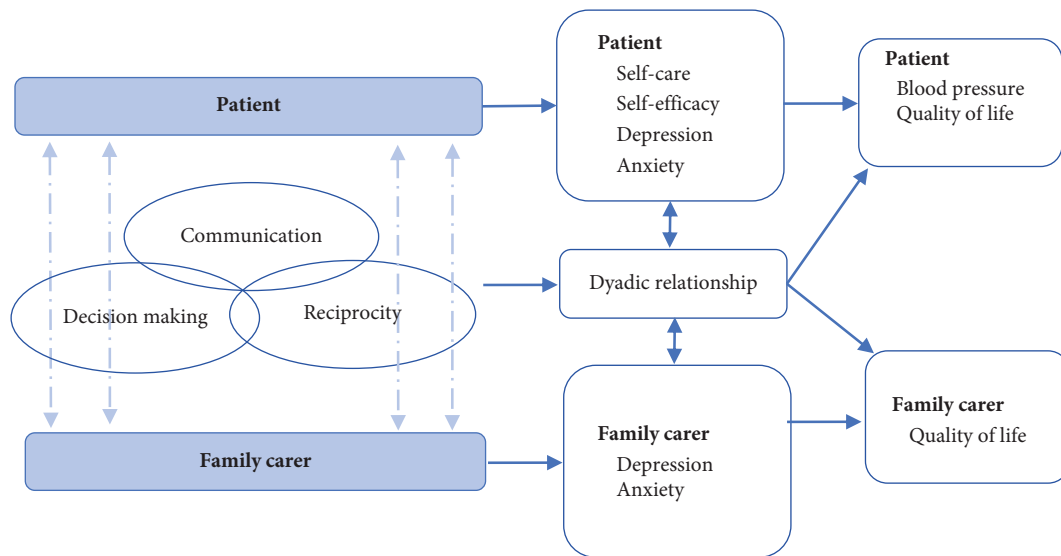 Patient
Communication
Decision making
Reciprocity
Family carer
Patient
Self-care
Self-efficacy
Depression
Anxiety
Dyadic relationship
Family carer
Depression
Anxiety
Patient
Blood pressure
Quality of life
Family carer
Quality of life